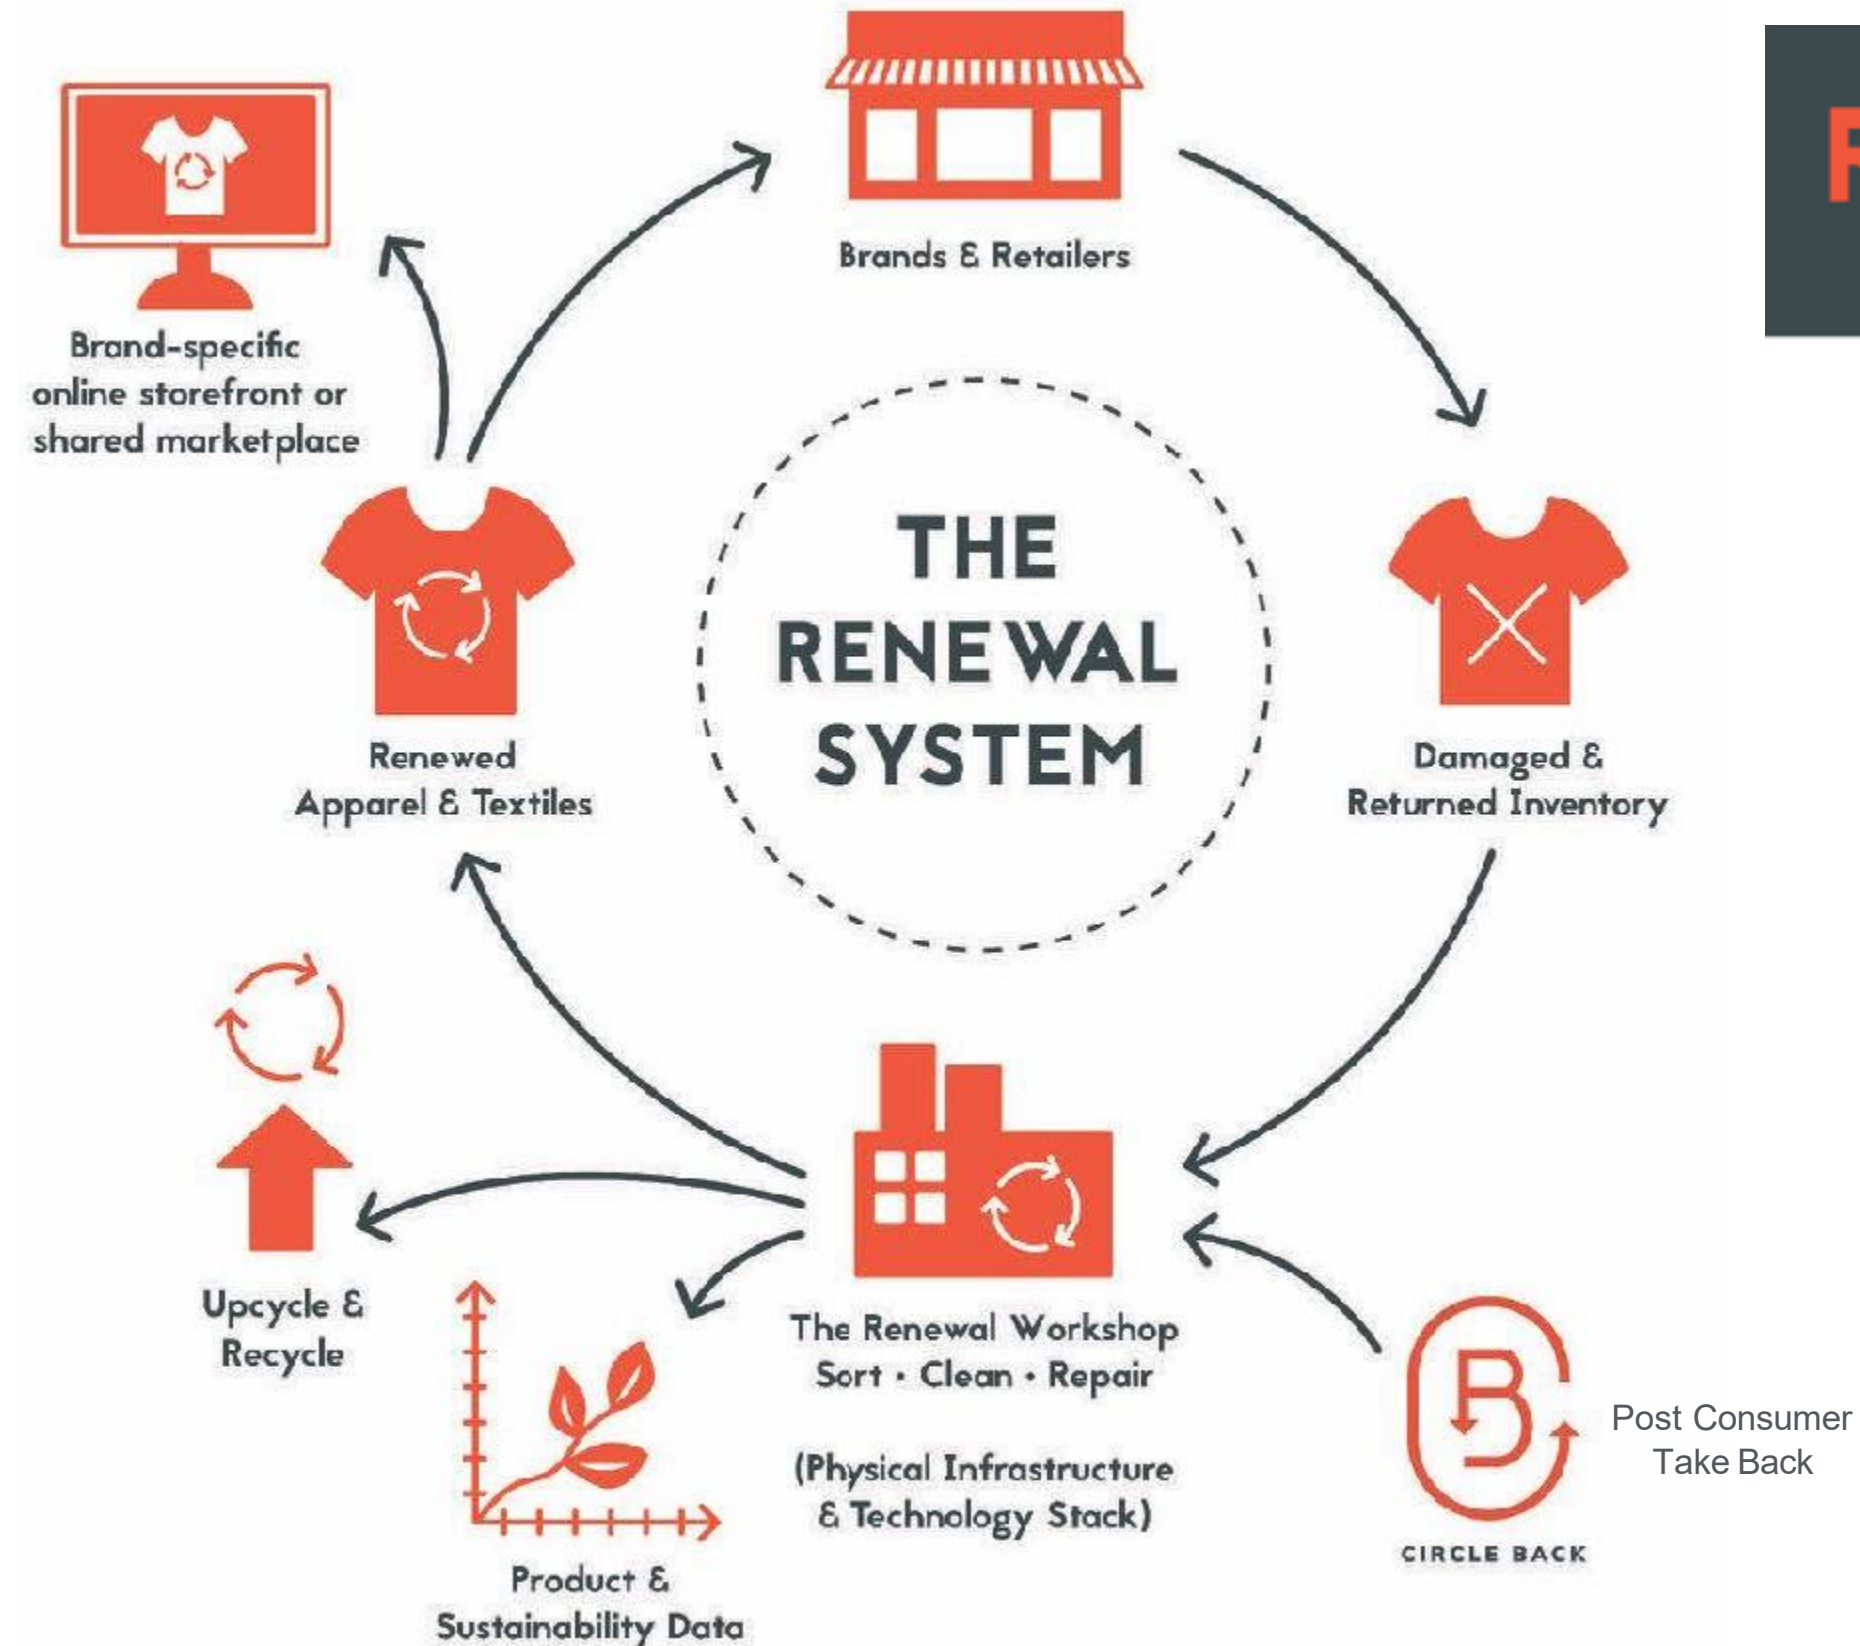 Brands & Retailers
Brand-specific
online storefront or
shared marketplace
THE
RENEWAL
SYSTEM
Renewed
Apparel & Textiles
Damaged &
Returned Inventory
Upcycle &
Recycle
The Renewal Workshop
Sort · Clean · Repair
(Physical Infrastructure
& Technology Stack)
Product &
Sustainability Data
B
CIRCLE BACK
Post Consumer
Take Back
R